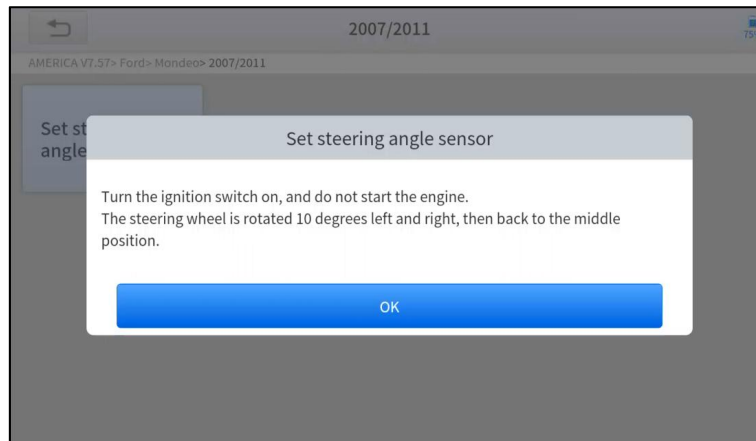 2007/2011
AMERICA V7.57> Ford> Mondeo> 2007/2011
Set st
angle
Set steering angle sensor
Turn the ignition switch on, and do not start the engine.
The steering wheel is rotated 10 degrees left and right, then back to the middle
position.
OK